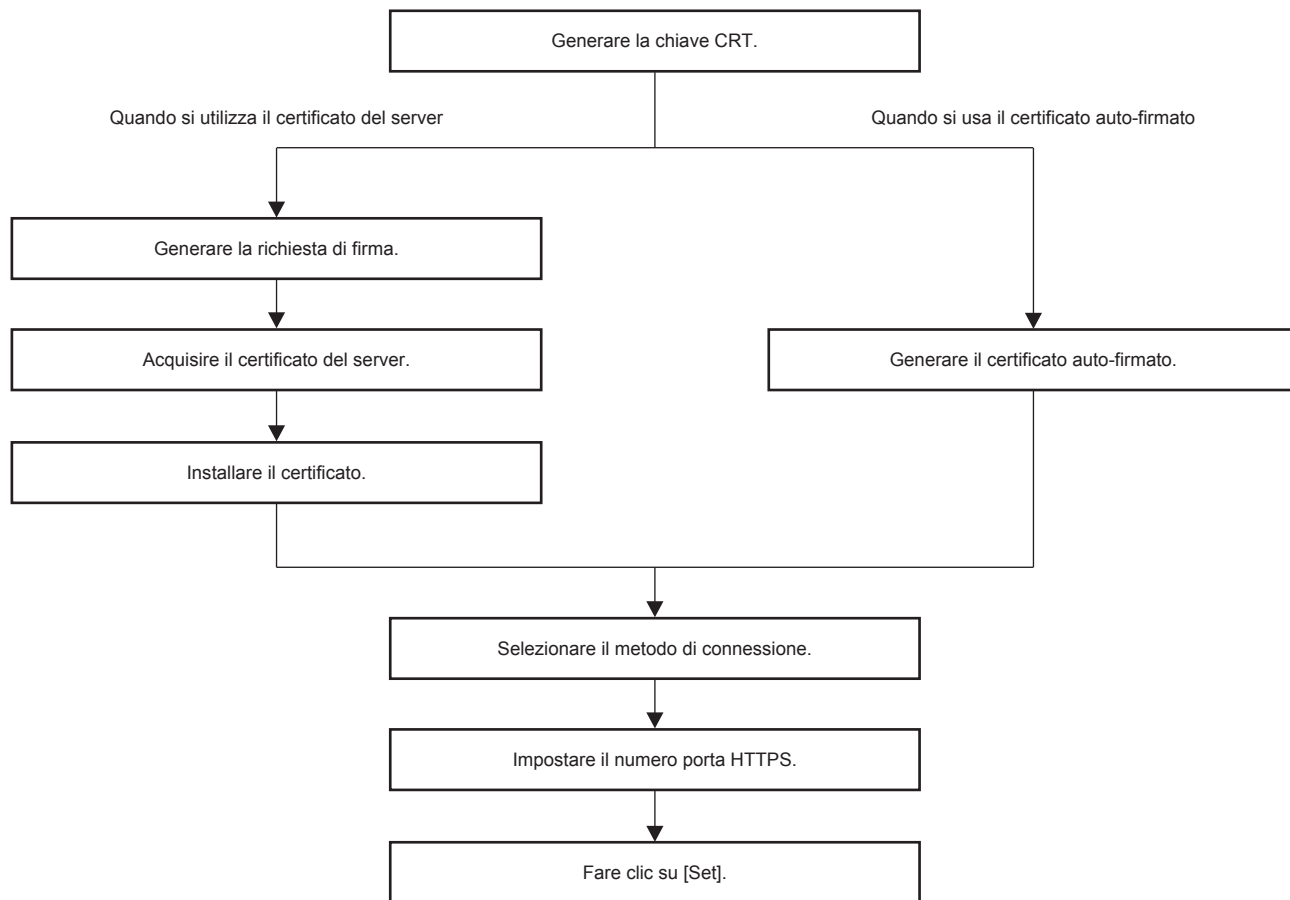 Generare la chiave CRT.
Quando si utilizza il certificato del server
Quando si usa il certificato auto-firmato
Generare la richiesta di firma.
Acquisire il certificato del server.
Generare il certificato auto-firmato.
Installare il certificato.
Selezionare il metodo di connessione.
Impostare il numero porta HTTPS.
Fare clic su [Set].